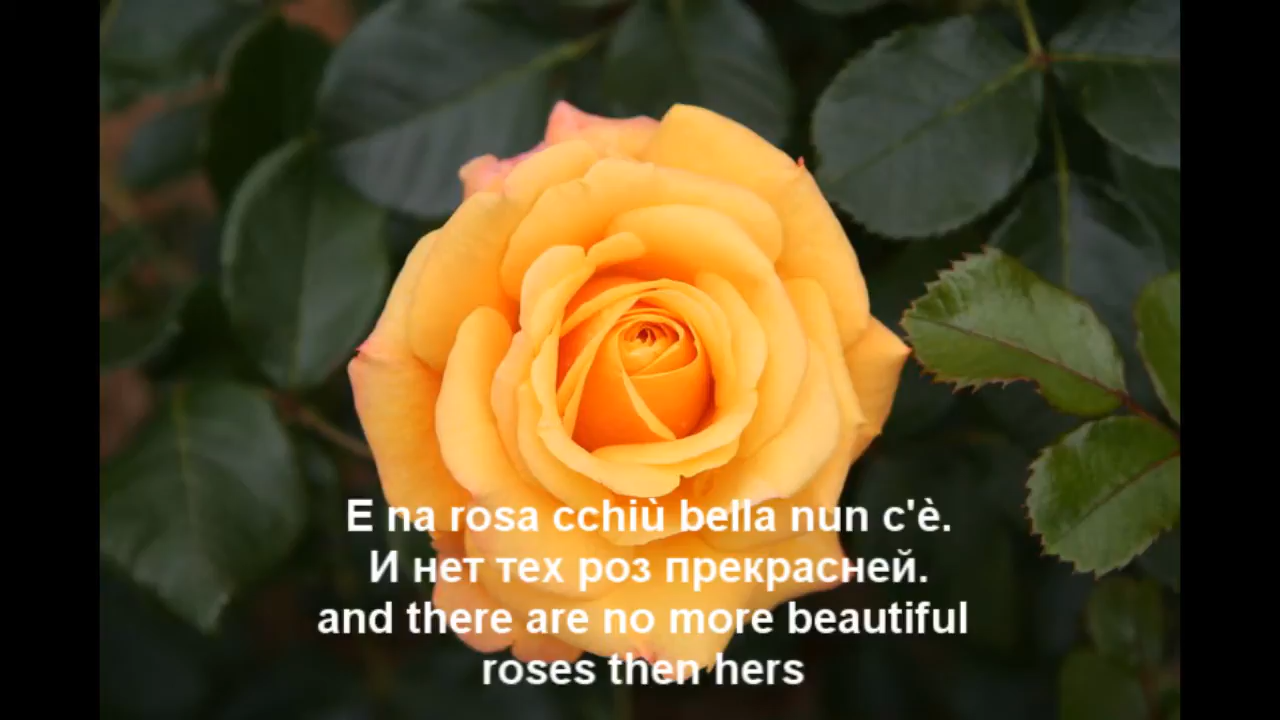 E na rosa cchiù bella nun c'è.
И нет тех роз прекрасней.
and there are no more beautiful
roses then hers